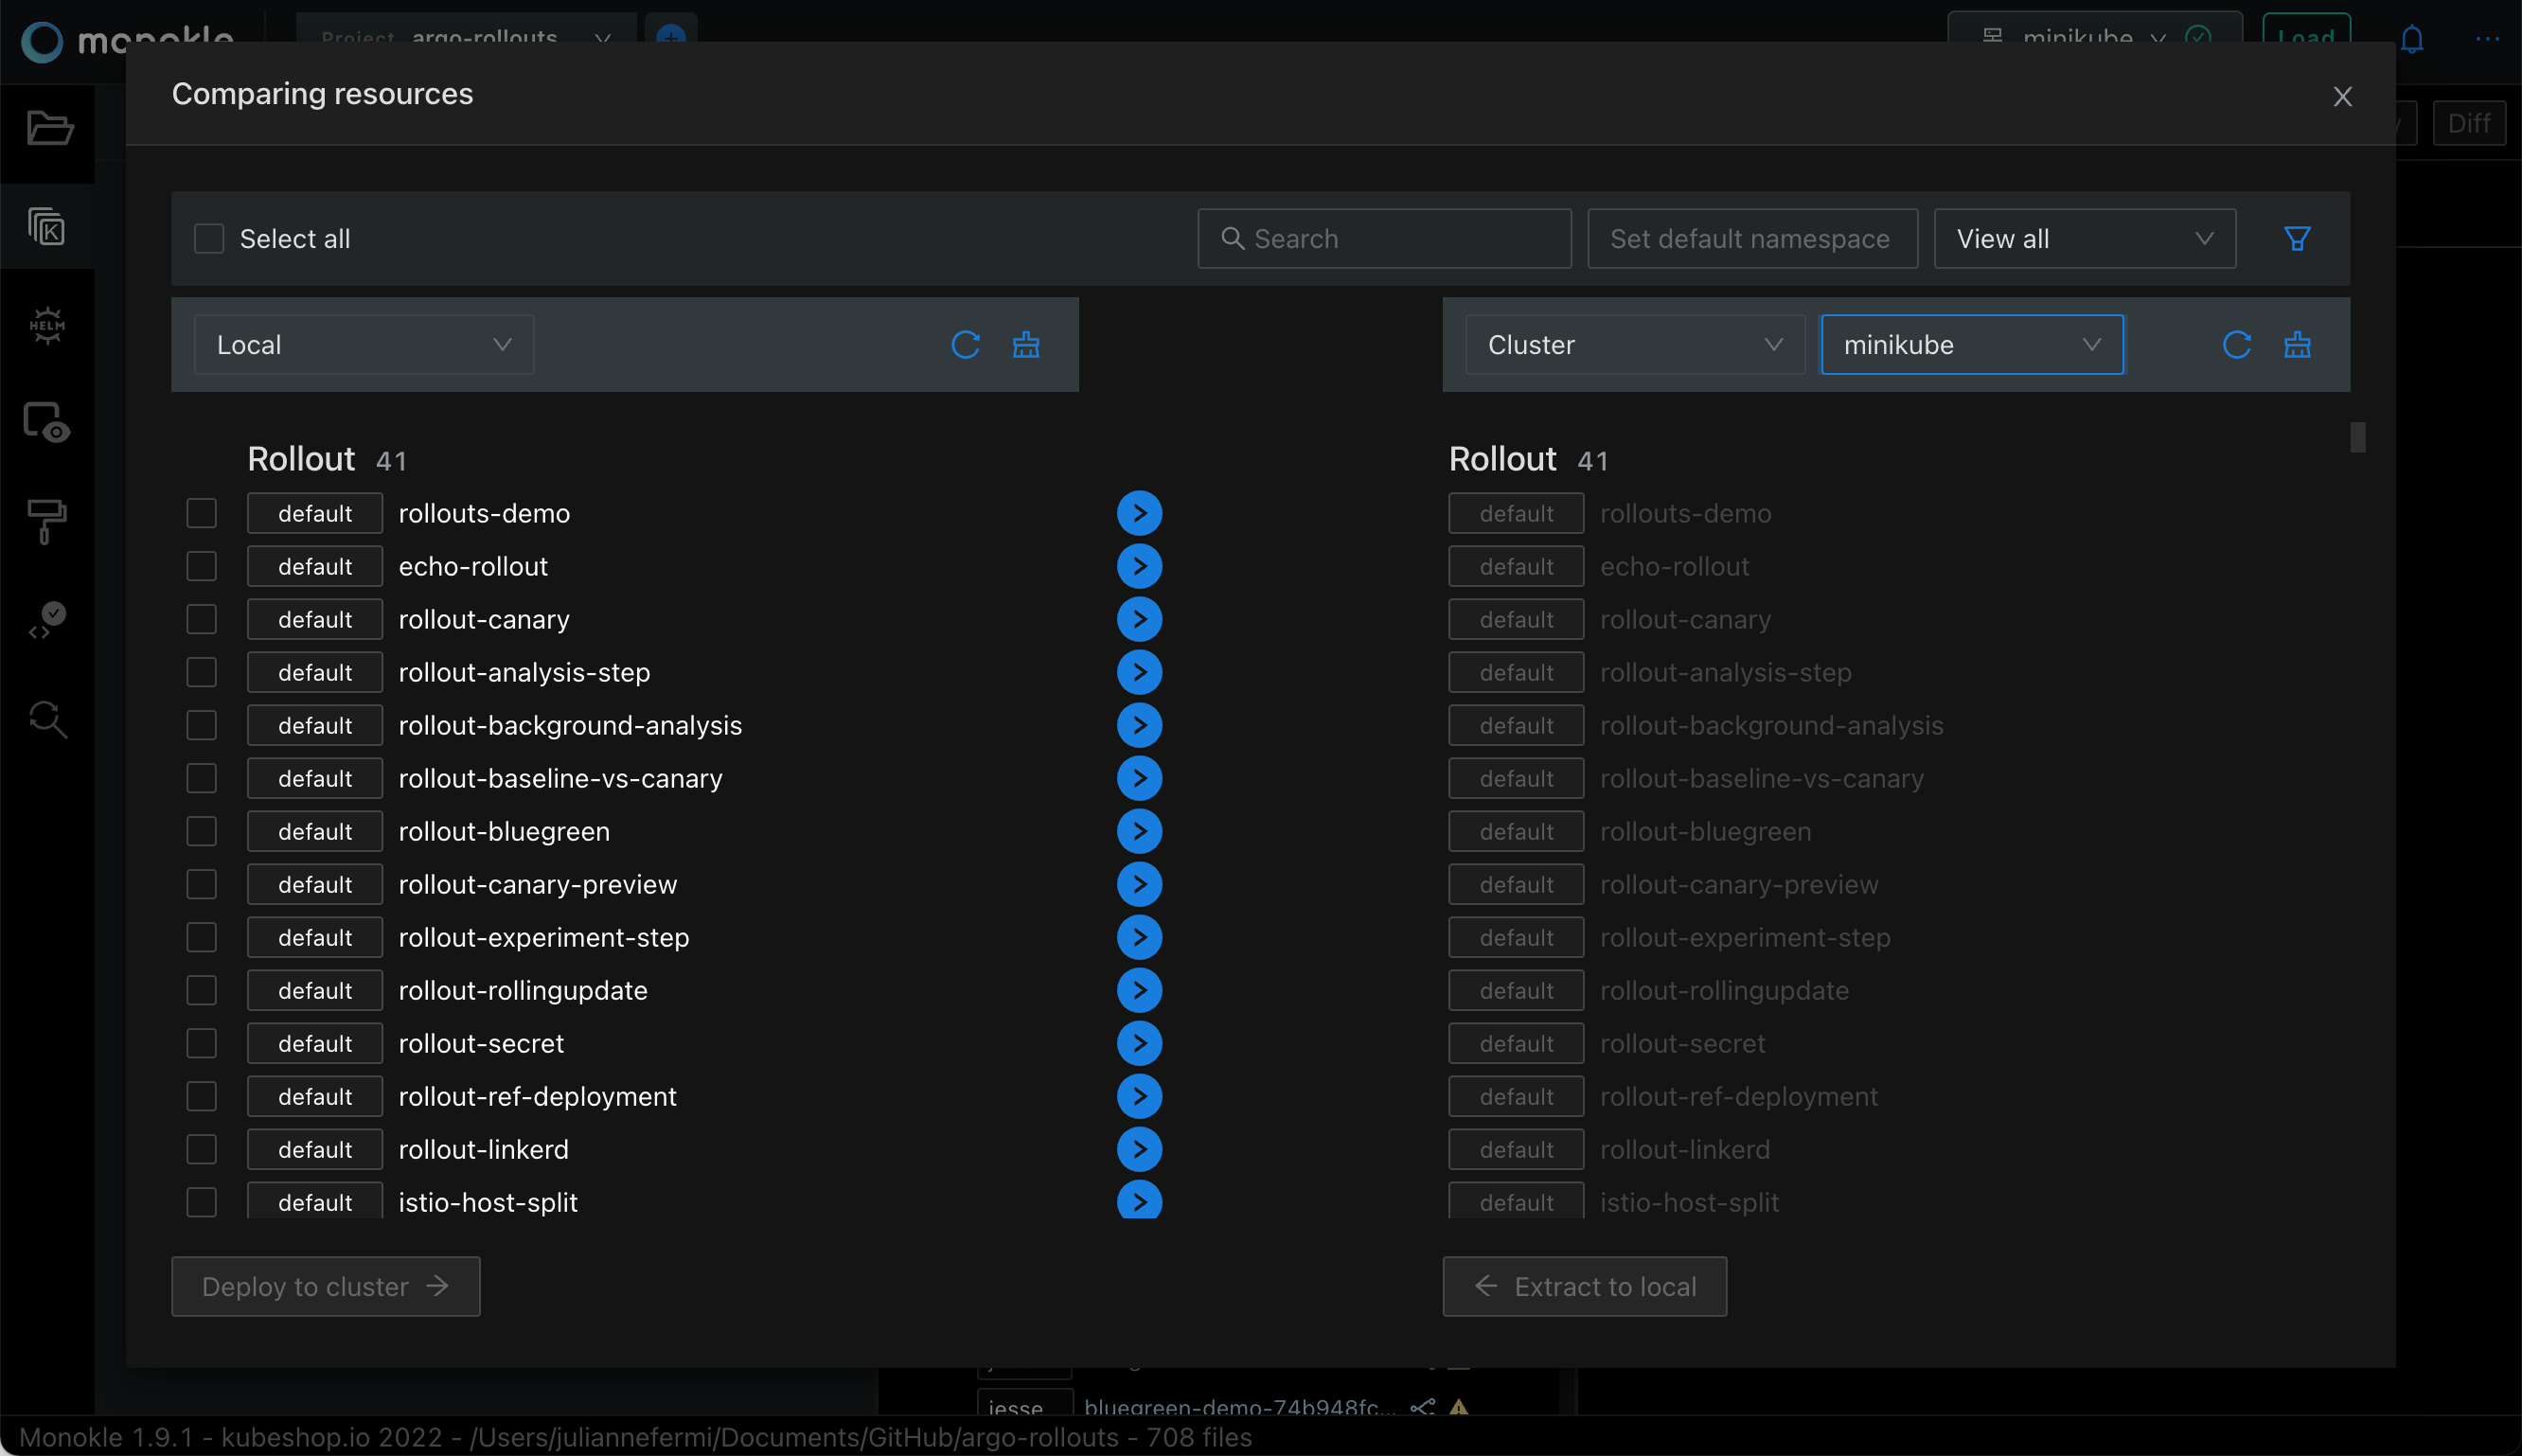 monokle Project argo-rollouts minikube Load
Comparing resources
Diff
Select all Search Set default namespace View all
Local Cluster minikube
HELM
Rollout 41 Rollout 41
default rollouts-demo default rollouts-demo
default echo-rollout default echo-rollout
default rollout-canary default rollout-canary
default rollout-analysis-step default rollout-analysis-step
default rollout-background-analysis default rollout-background-analysis
default rollout-baseline-vs-canary default rollout-baseline-vs-canary
default rollout-bluegreen default rollout-bluegreen
default rollout-canary-preview default rollout-canary-preview
default rollout-experiment-step default rollout-experiment-step
default rollout-rollingupdate default rollout-rollingupdate
default rollout-secret default rollout-secret
default rollout-ref-deployment default rollout-ref-deployment
default rollout-linkerd default rollout-linkerd
default istio-host-split default istio-host-split
Deploy to cluster → ← Extract to local
jesse bluegreen-demo-74b948fc...
Monokle 1.9.1 - kubeshop.io 2022 - /Users/juliannefermi/Documents/GitHub/argo-rollouts - 708 files